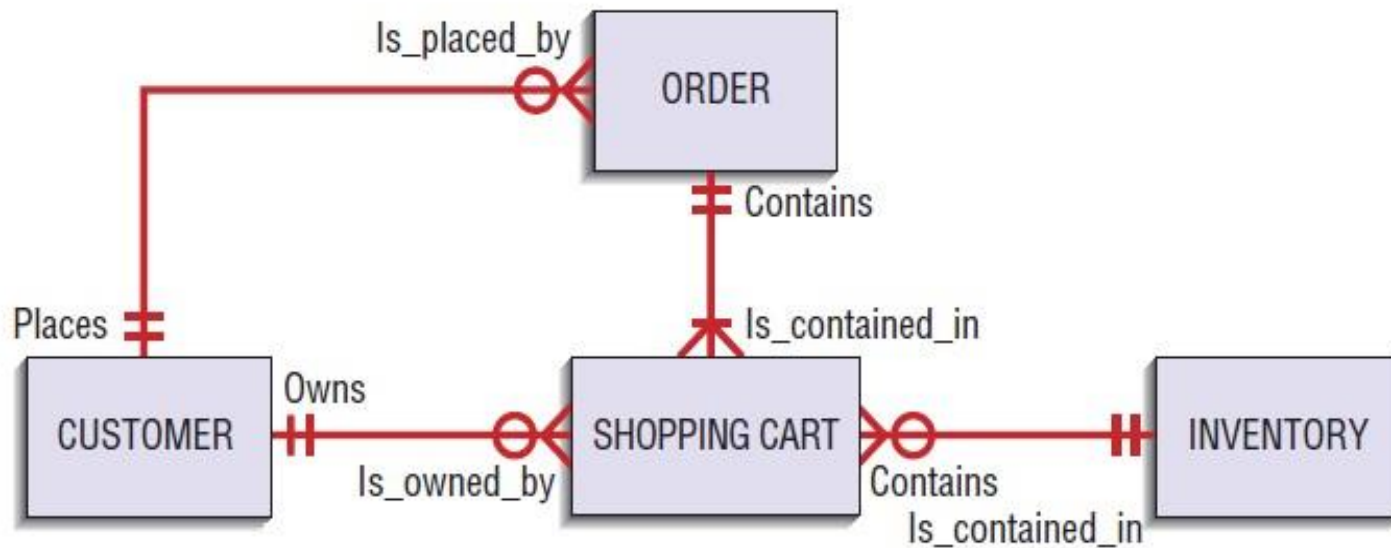 Is_placed_by
ORDER
Contains
Places
Is_contained_in
Owns
CUSTOMER
SHOPPING CART
INVENTORY
Is_owned_by
Contains
Is_contained_in